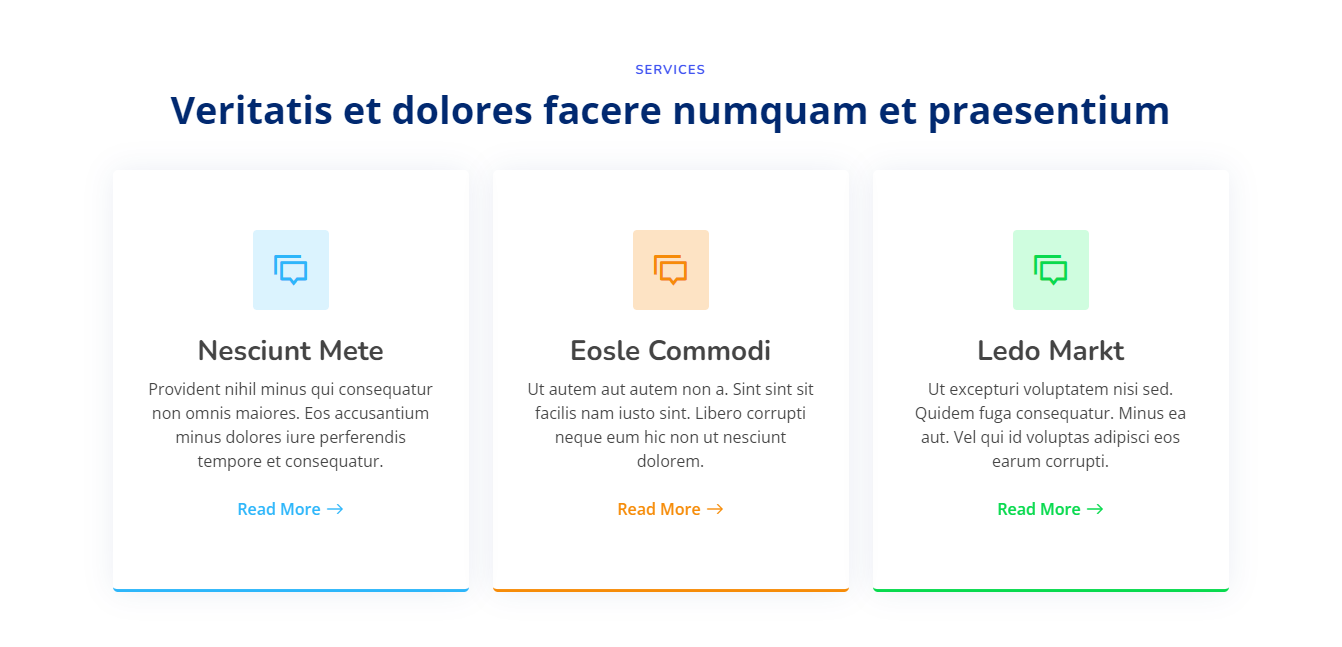 SERVICES
Veritatis et dolores facere numquam et praesentium
Nesciunt Mete
Provident nihil minus qui consequatur
non omnis maiores. Eos accusantium
minus dolores iure perferendis
tempore et consequatur.
Read More
Eosle Commodi
Ut autem aut autem non a. Sint sint sit
facilis nam iusto sint. Libero corrupti
neque eum hic non ut nesciunt
dolorem.
Read More
Ledo Markt
Ut excepturi voluptatem nisi sed.
Quidem fuga consequatur. Minus ea
aut. Vel qui id voluptas adipisci eos
earum corrupti.
Read More